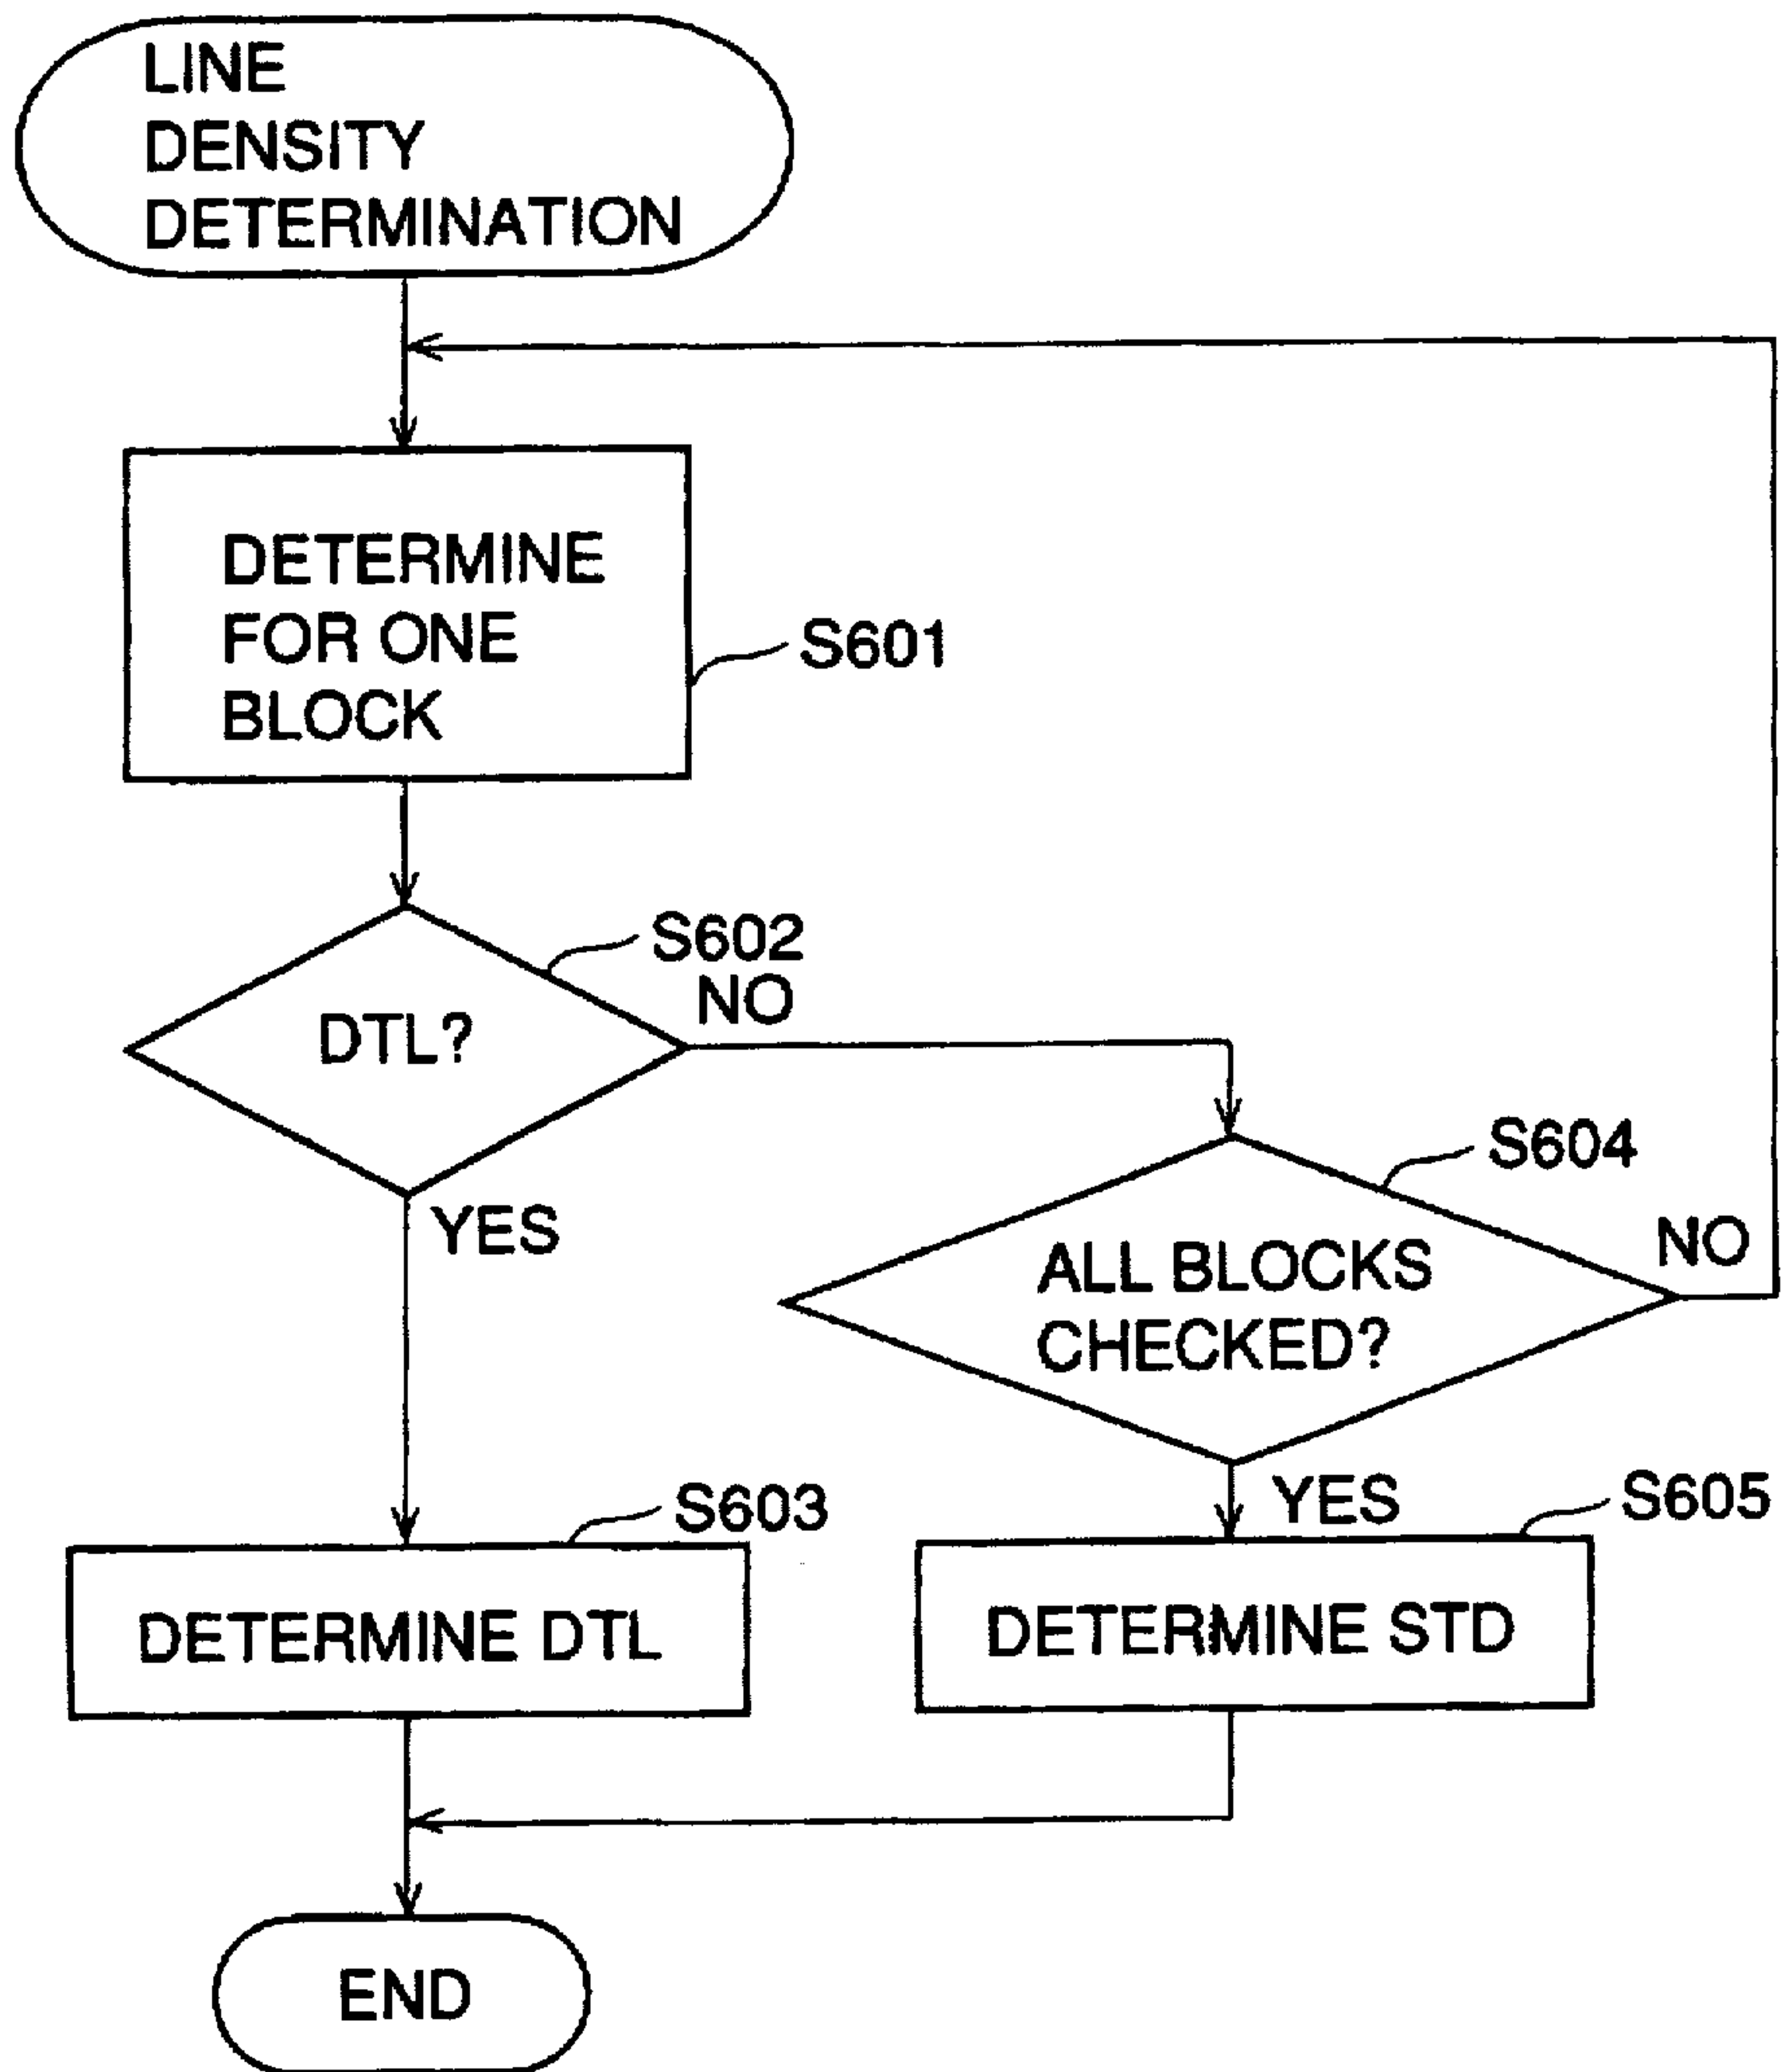 LINE
DENSITY
DETERMINATION
DETERMINE
FOR ONE
BLOCK
S601
S602
NO
DTL?
YES
S604
ALL BLOCKS
CHECKED?
NO
YES
S603
S605
DETERMINE DTL
DETERMINE STD
END